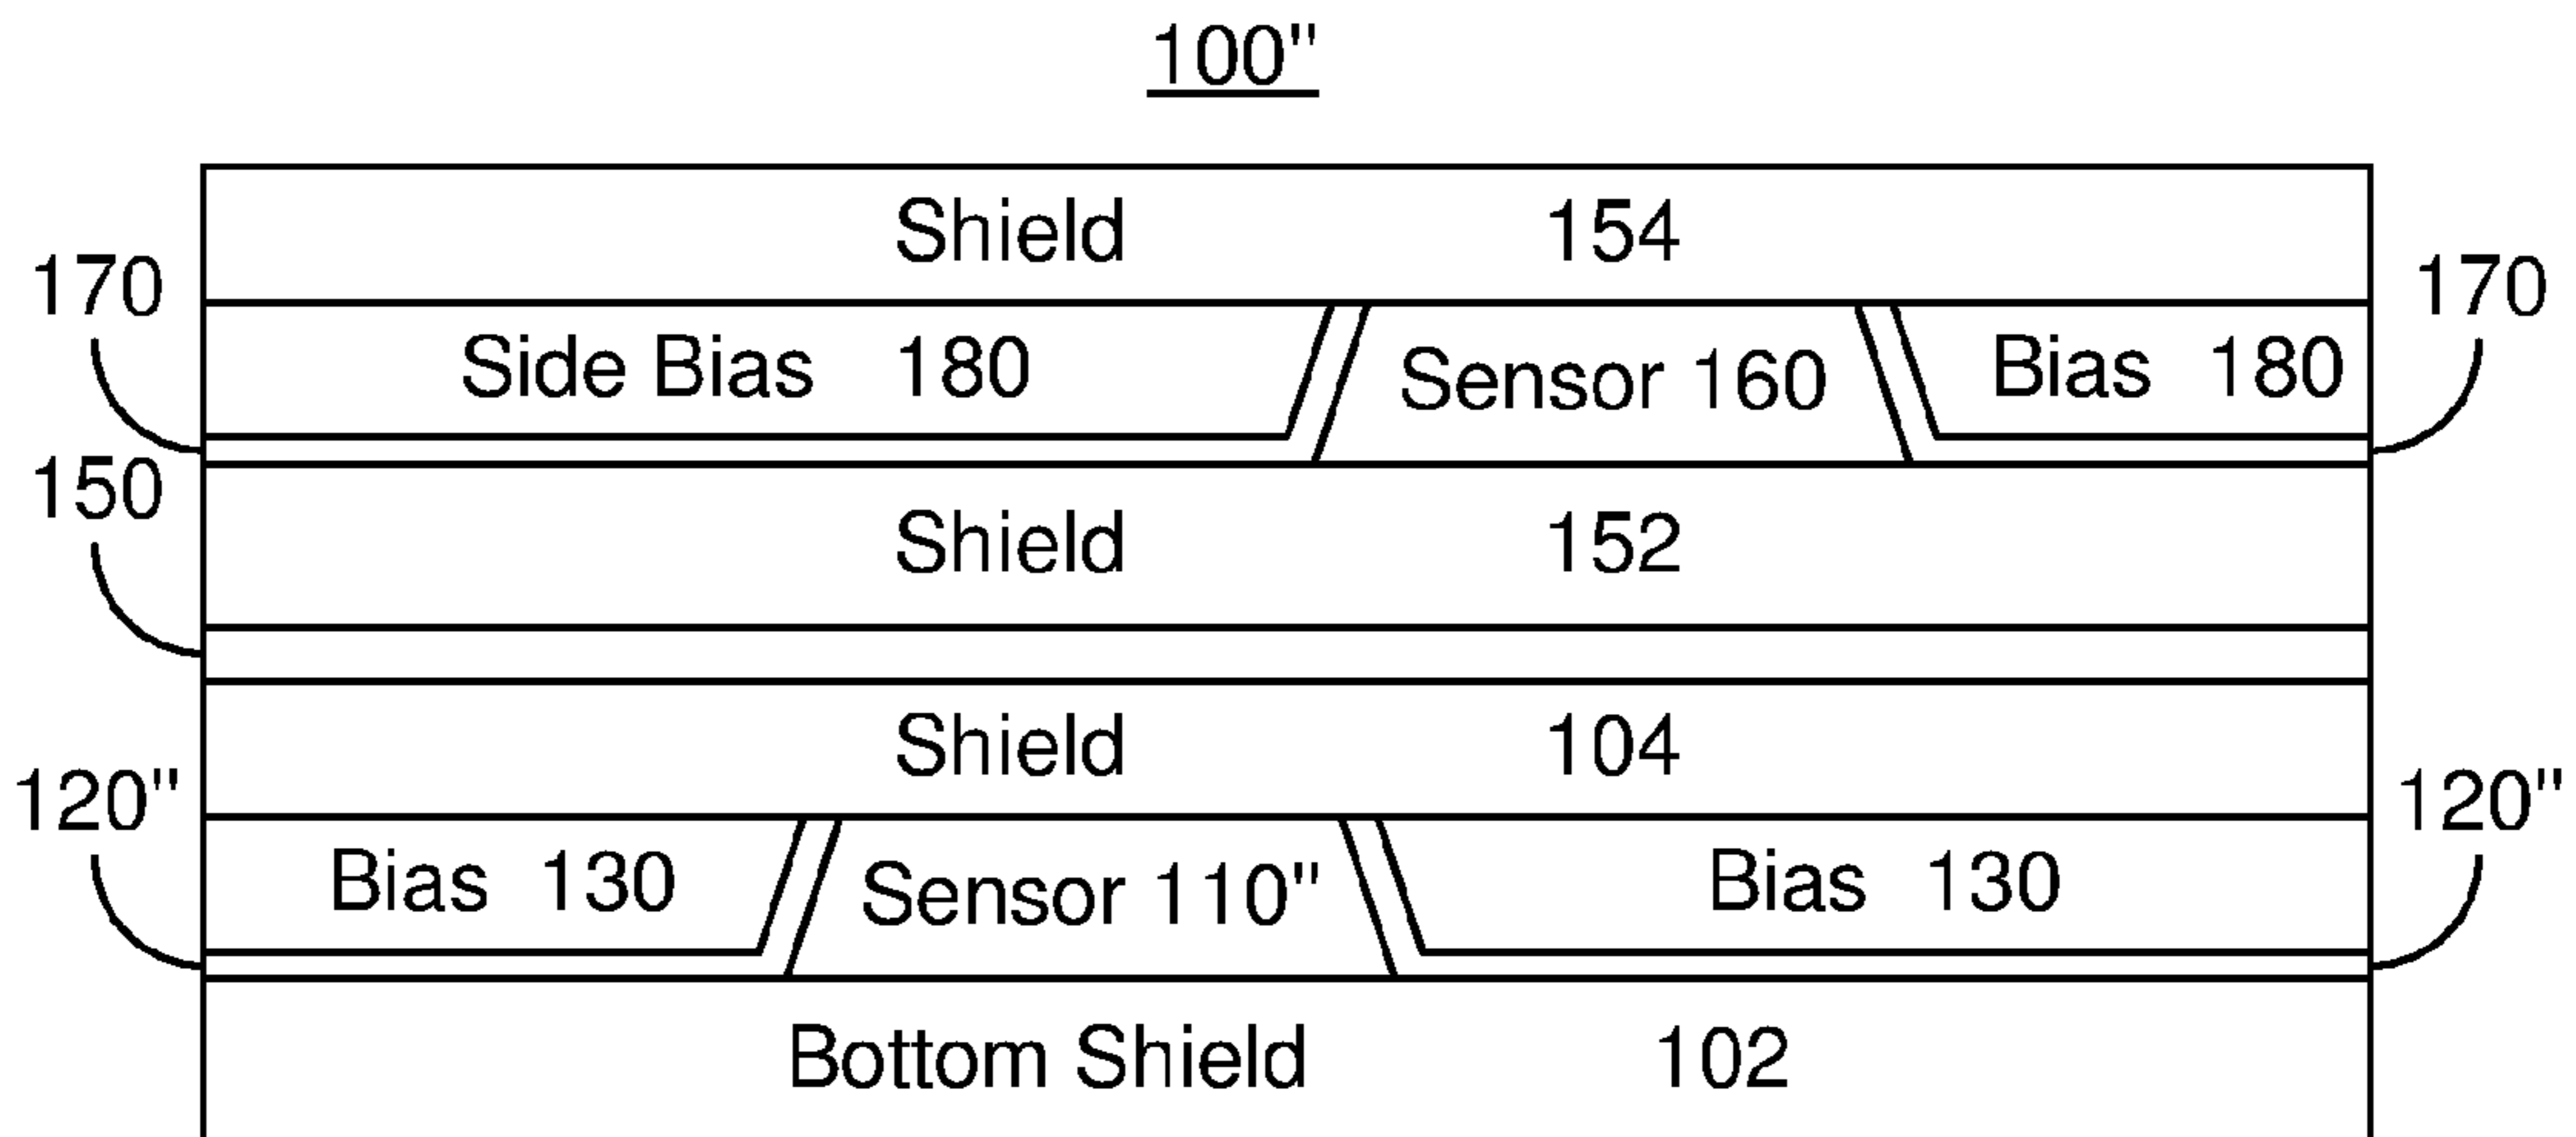 100"
Shield 154
170 170
Side Bias 180 Sensor 160 Bias 180
150
Shield 152
Shield 104
120" 120"
Bias 130 Sensor 110" Bias 130
Bottom Shield 102